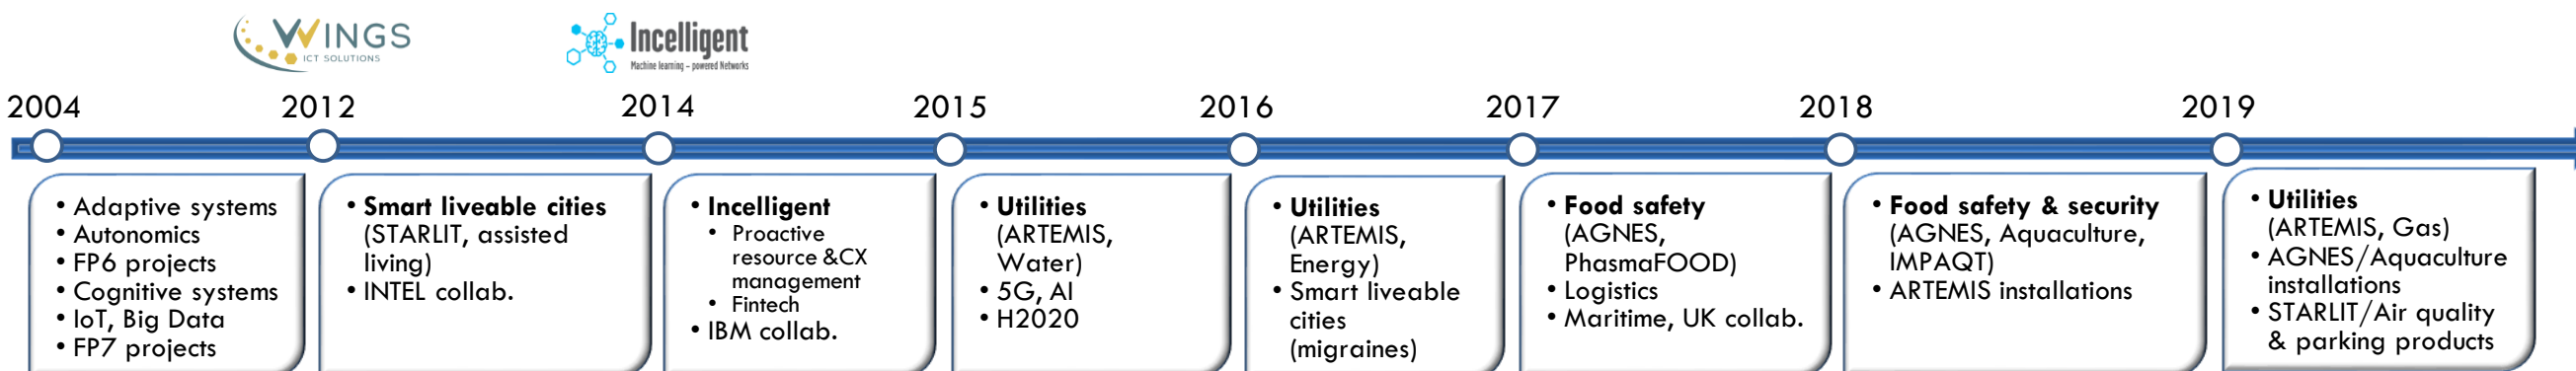 WINGS
ICT SOLUTIONS
Incelligent
Machine learning – powered Networks
2004
2012
2014
2015
2016
2017
2018
2019
• Adaptive systems
• Autonomics
• FP6 projects
• Cognitive systems
• IoT, Big Data
• FP7 projects
• Smart liveable cities
(STARLIT, assisted
living)
• INTEL collab.
• Incelligent
• Proactive
resource &CX
management
• Fintech
• IBM collab.
• Utilities
(ARTEMIS,
Water)
• 5G, AI
• H2020
• Utilities
(ARTEMIS,
Energy)
• Smart liveable
cities
(migraines)
• Food safety
(AGNES,
PhasmaFOOD)
• Logistics
• Maritime, UK collab.
• Food safety & security
(AGNES, Aquaculture,
IMPAQT)
• ARTEMIS installations
• Utilities
(ARTEMIS, Gas)
• AGNES/Aquaculture
installations
• STARLIT/Air quality
& parking products